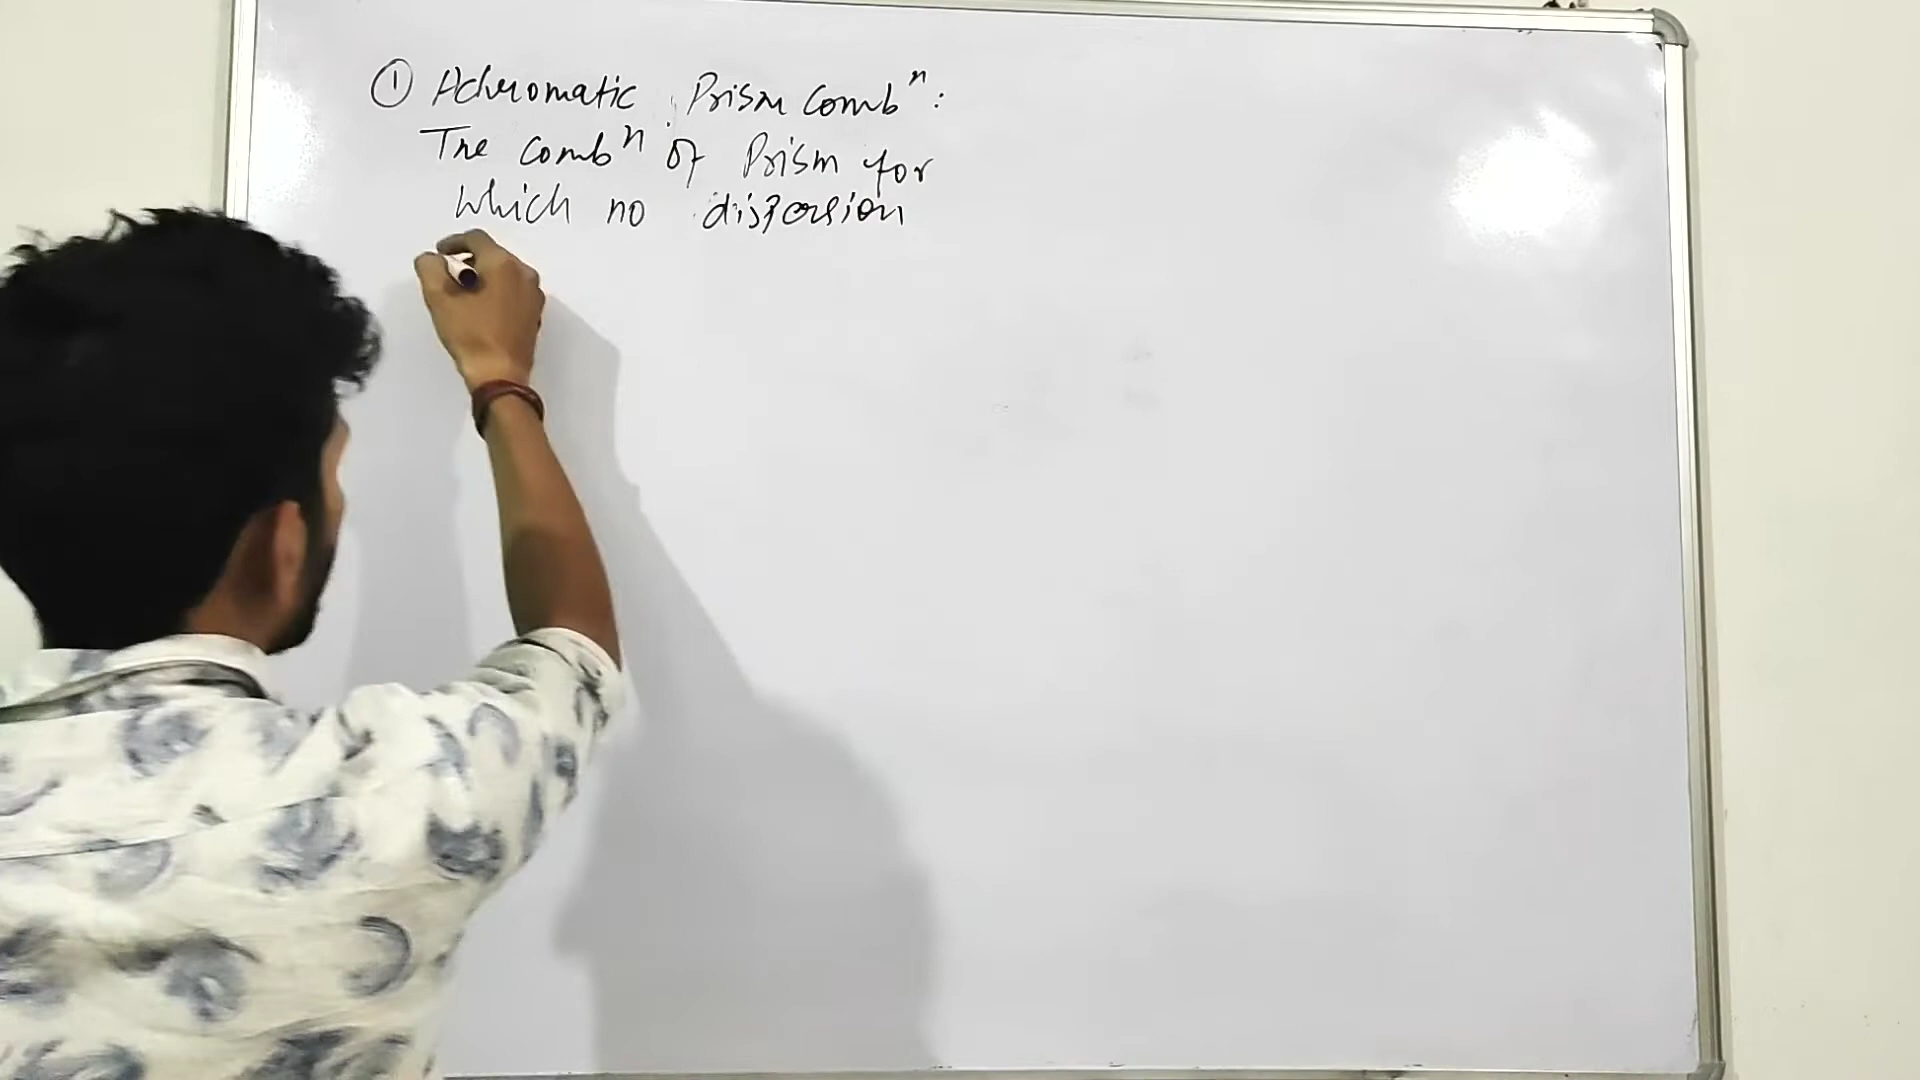 ① Achromatic Prism Combⁿ:
The combⁿ of Prism for
which no dispersion